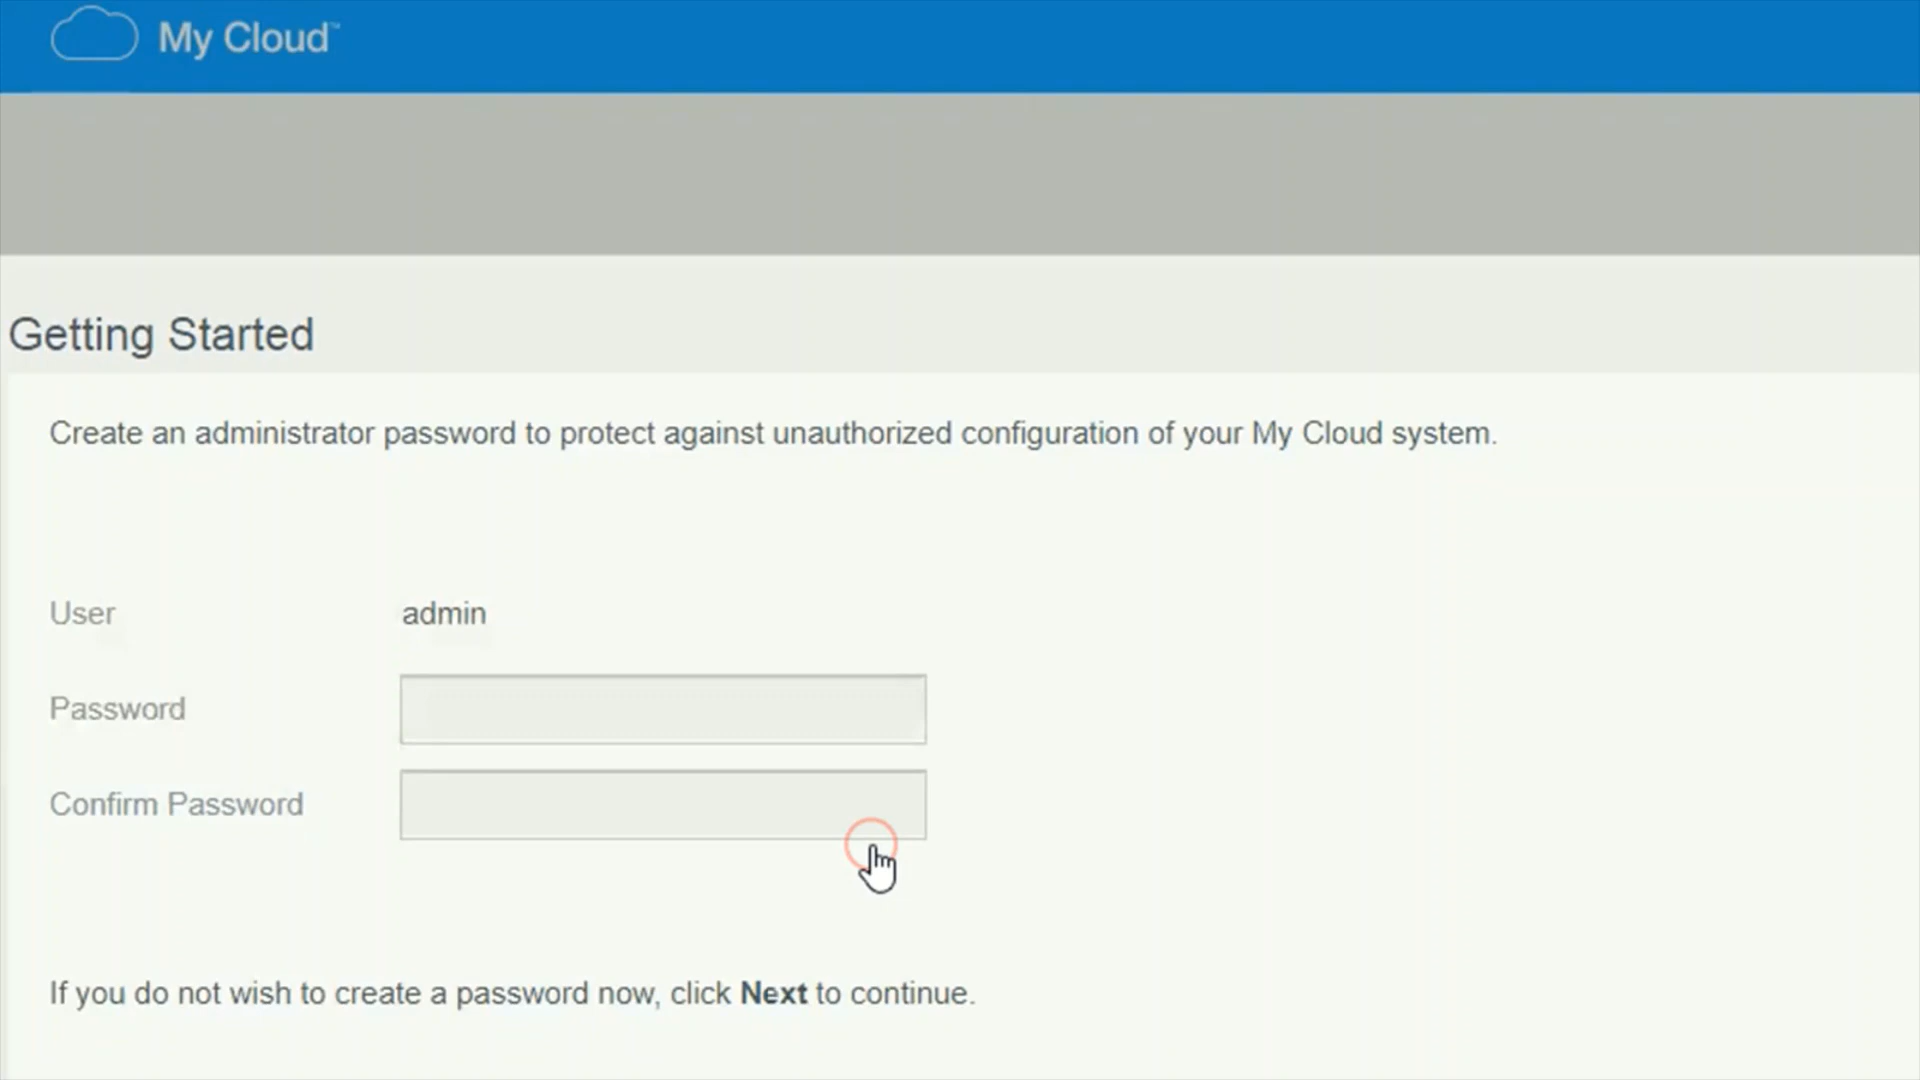 My Cloud™
Getting Started
Create an administrator password to protect against unauthorized configuration of your My Cloud system.
User admin
Password
Confirm Password
If you do not wish to create a password now, click Next to continue.